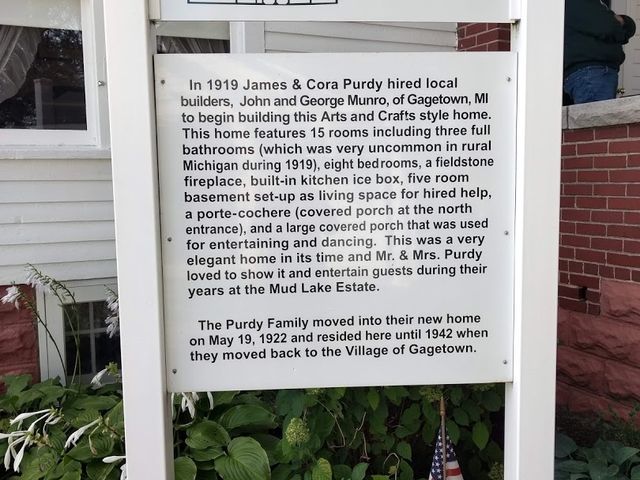 In 1919 James & Cora Purdy hired local
builders, John and George Munro, of Gagetown, MI
to begin building this Arts and Crafts style home.
This home features 15 rooms including three full
bathrooms (which was very uncommon in rural
Michigan during 1919), eight bedrooms, a fieldstone
fireplace, built-in kitchen ice box, five room
basement set-up as living space for hired help,
a porte-cochere (covered porch at the north
entrance), and a large covered porch that was used
for entertaining and dancing. This was a very
elegant home in its time and Mr. & Mrs. Purdy
loved to show it and entertain guests during their
years at the Mud Lake Estate.
The Purdy Family moved into their new home
on May 19, 1922 and resided here until 1942 when
they moved back to the Village of Gagetown.